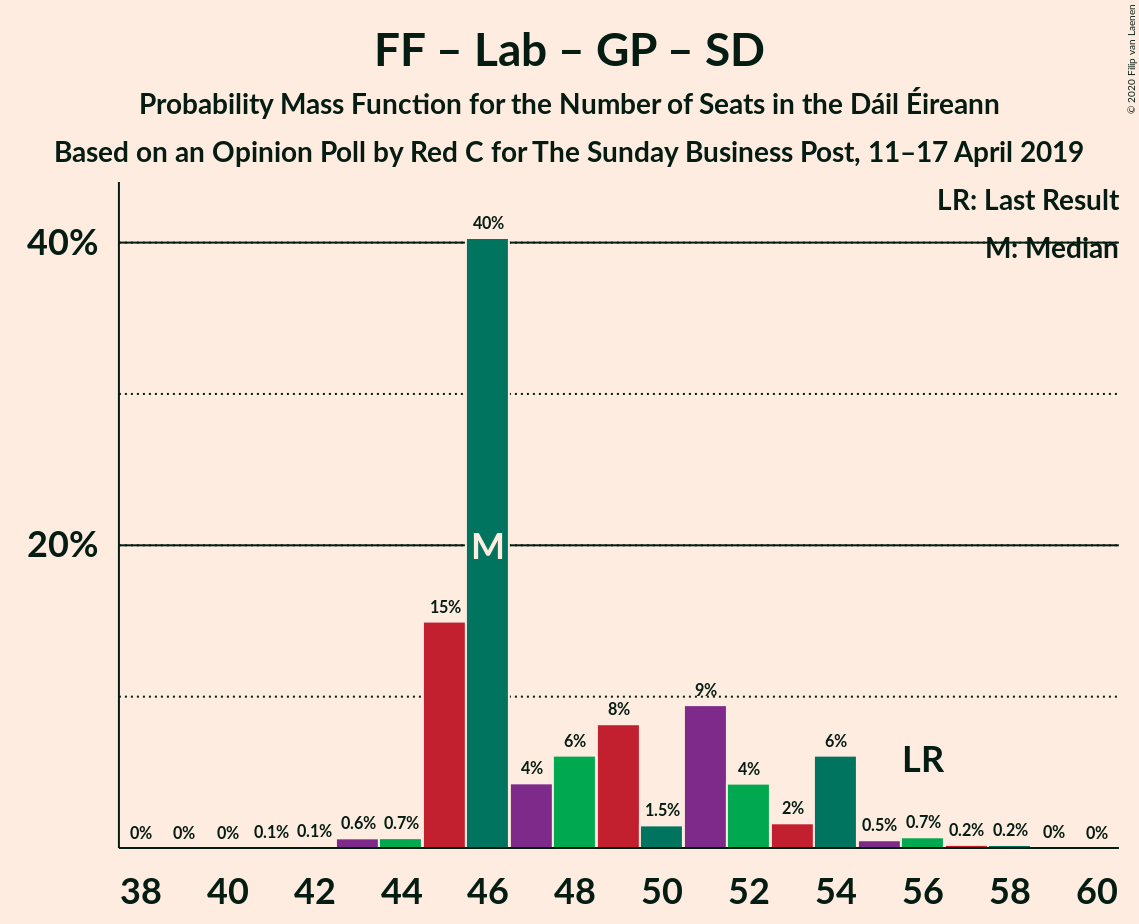 FF – Lab – GP – SD
Probability Mass Function for the Number of Seats in the Dáil Éireann
Based on an Opinion Poll by Red C for The Sunday Business Post, 11–17 April 2019
© 2020 Filip van Laenen
LR: Last Result
M: Median
40%
20%
0%
0%
0%
0.1%
0.1%
0.6%
0.7%
15%
40%
4%
6%
8%
1.5%
9%
4%
2%
6%
0.5%
0.7%
0.2%
0.2%
0%
0%
M
LR
38 40 42 44 46 48 50 52 54 56 58 60